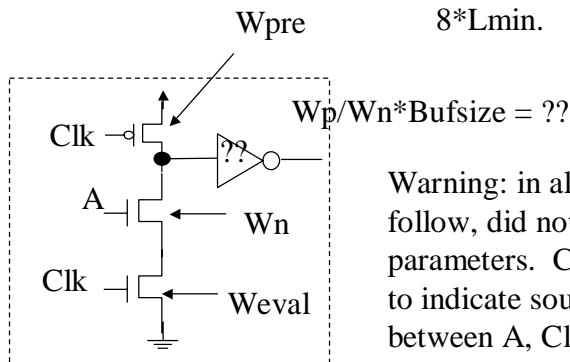 Wpre
8*Lmin.
Wp/Wn*Bufsize = ??
Clk
??
Warning: in al
A
follow, did not
Wn
parameters. C
Clk
to indicate sou
Weval
between A, Cl